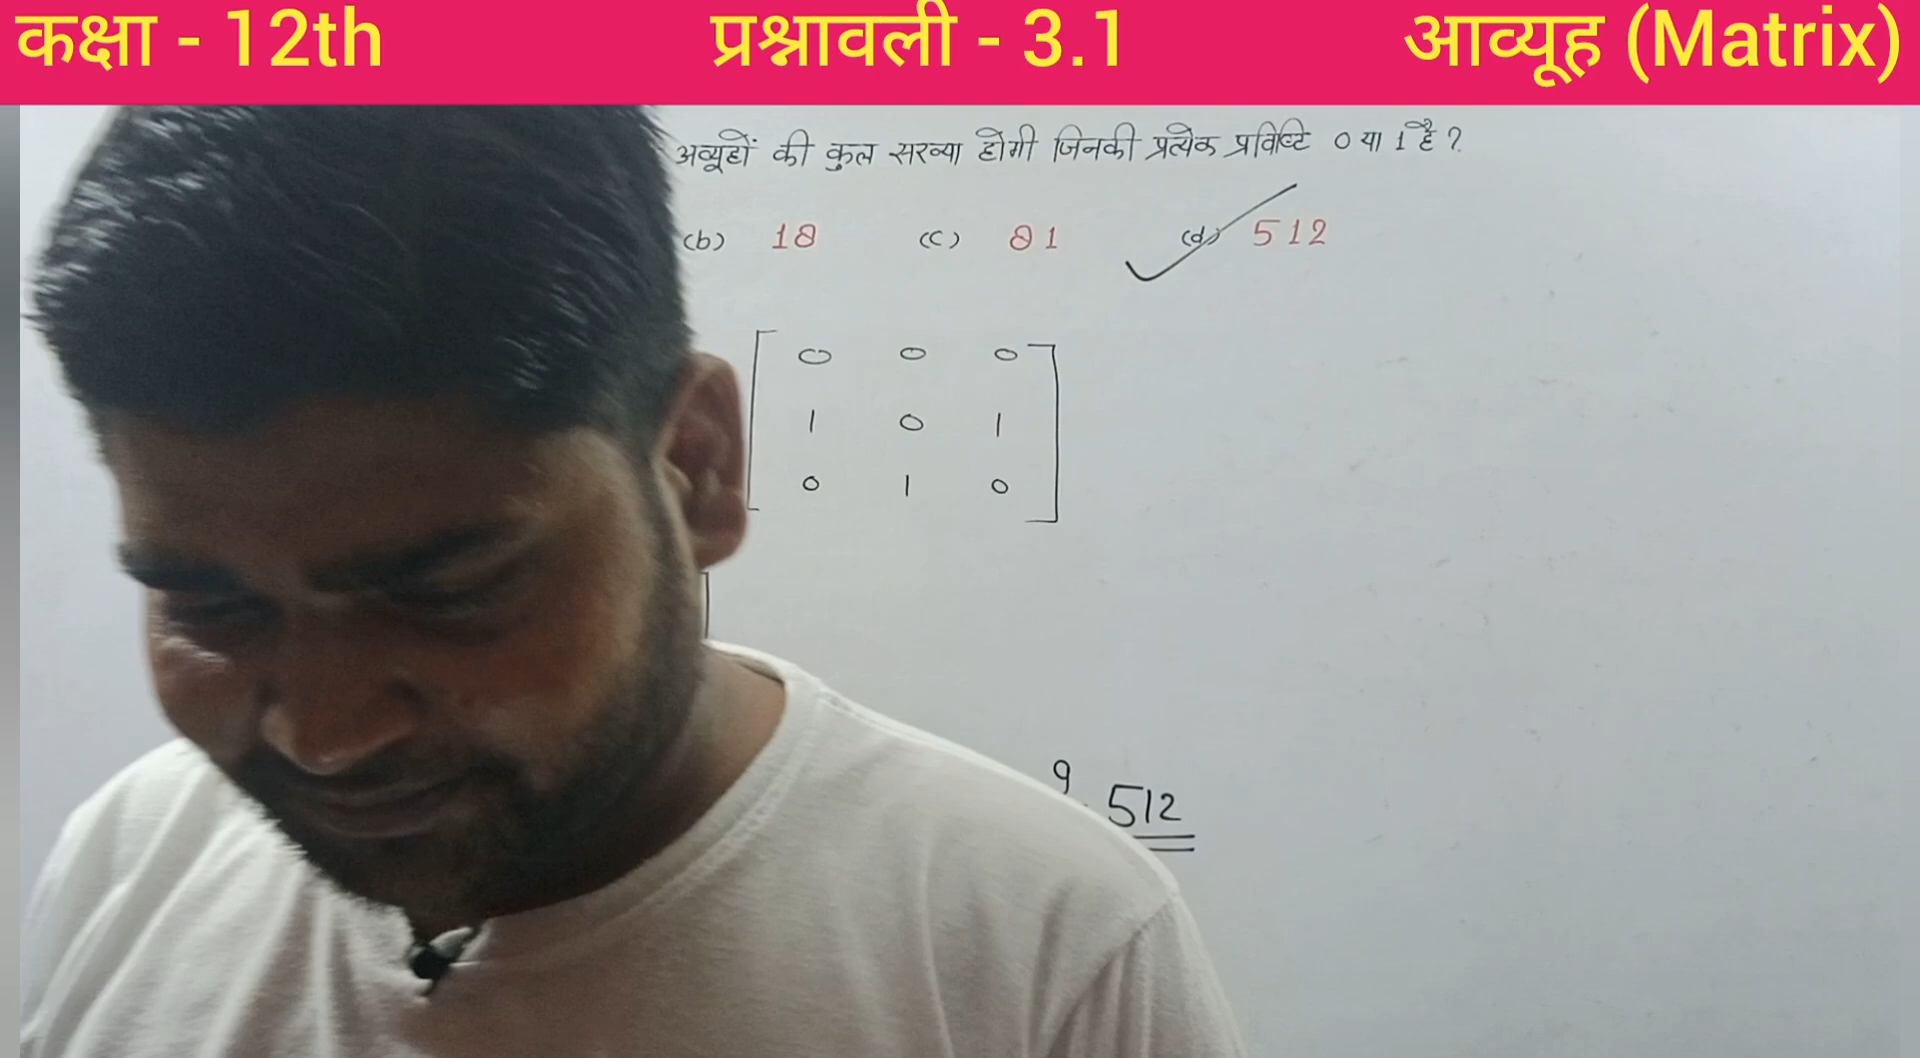 कक्षा - 12th प्रश्नावली - 3.1 आव्यूह (Matrix)
अव्यूहों की कुल सरव्या होगी जिनकी प्रत्येक प्रविष्टि 0 या 1 है ?
(b) 18 (c) 81 (d) 512
0 0 0
1 0 1
0 1 0
9
512